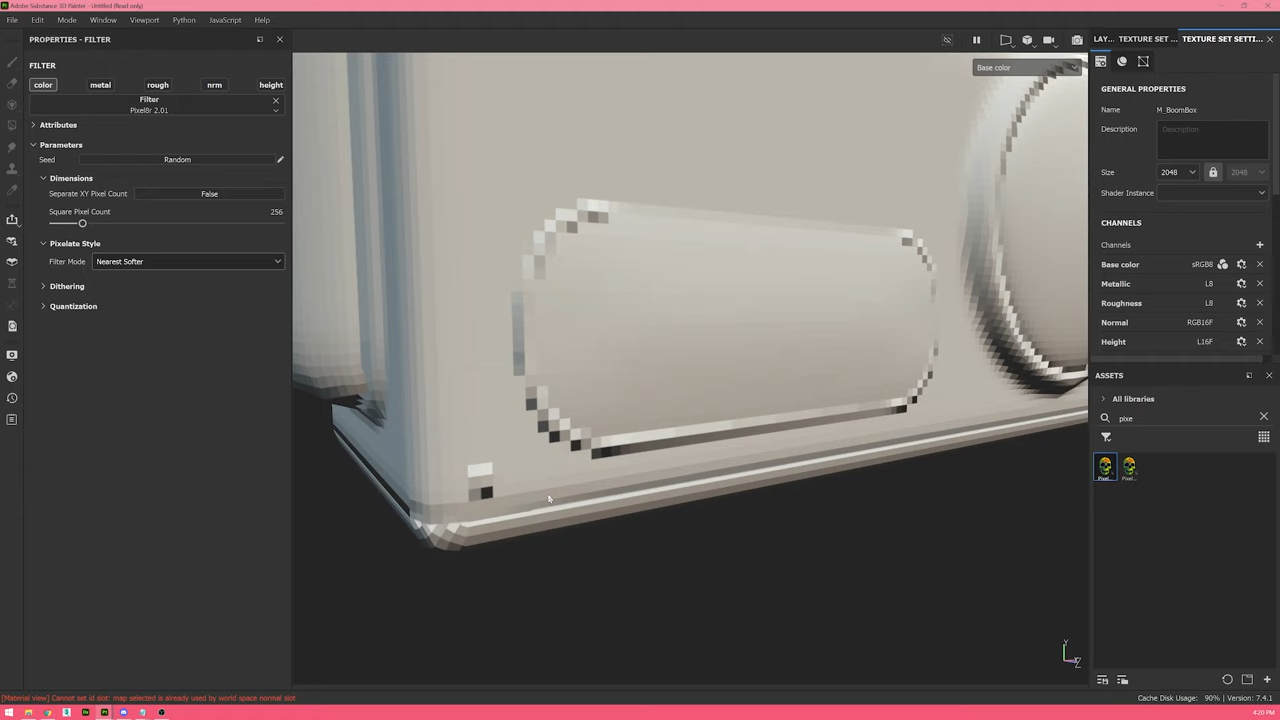 Adobe Substance 3D Painter - Untitled (Read only)
File Edit Mode Window Viewport Python JavaScript Help
PROPERTIES - FILTER
FILTER
color metal rough nrm height
Filter
Pixel8r 2.01
Attributes
Parameters
Seed Random
Dimensions
Separate XY Pixel Count False
Square Pixel Count 256
Pixelate Style
Filter Mode Nearest Softer
Dithering
Quantization
Base color
LAY... TEXTURE SET ... TEXTURE SET SETTI...
GENERAL PROPERTIES
Name M_BoomBox
Description Description
Size 2048 2048
Shader Instance
CHANNELS
Channels
Base color sRGB8
Metallic L8
Roughness L8
Normal RGB16F
Height L16F
ASSETS
All libraries
pixe
Pixel... Pixel...
Y
Z
[Material view] Cannot set id slot: map selected is already used by world space normal slot
Cache Disk Usage: 90% | Version: 7.4.1
4:20 PM